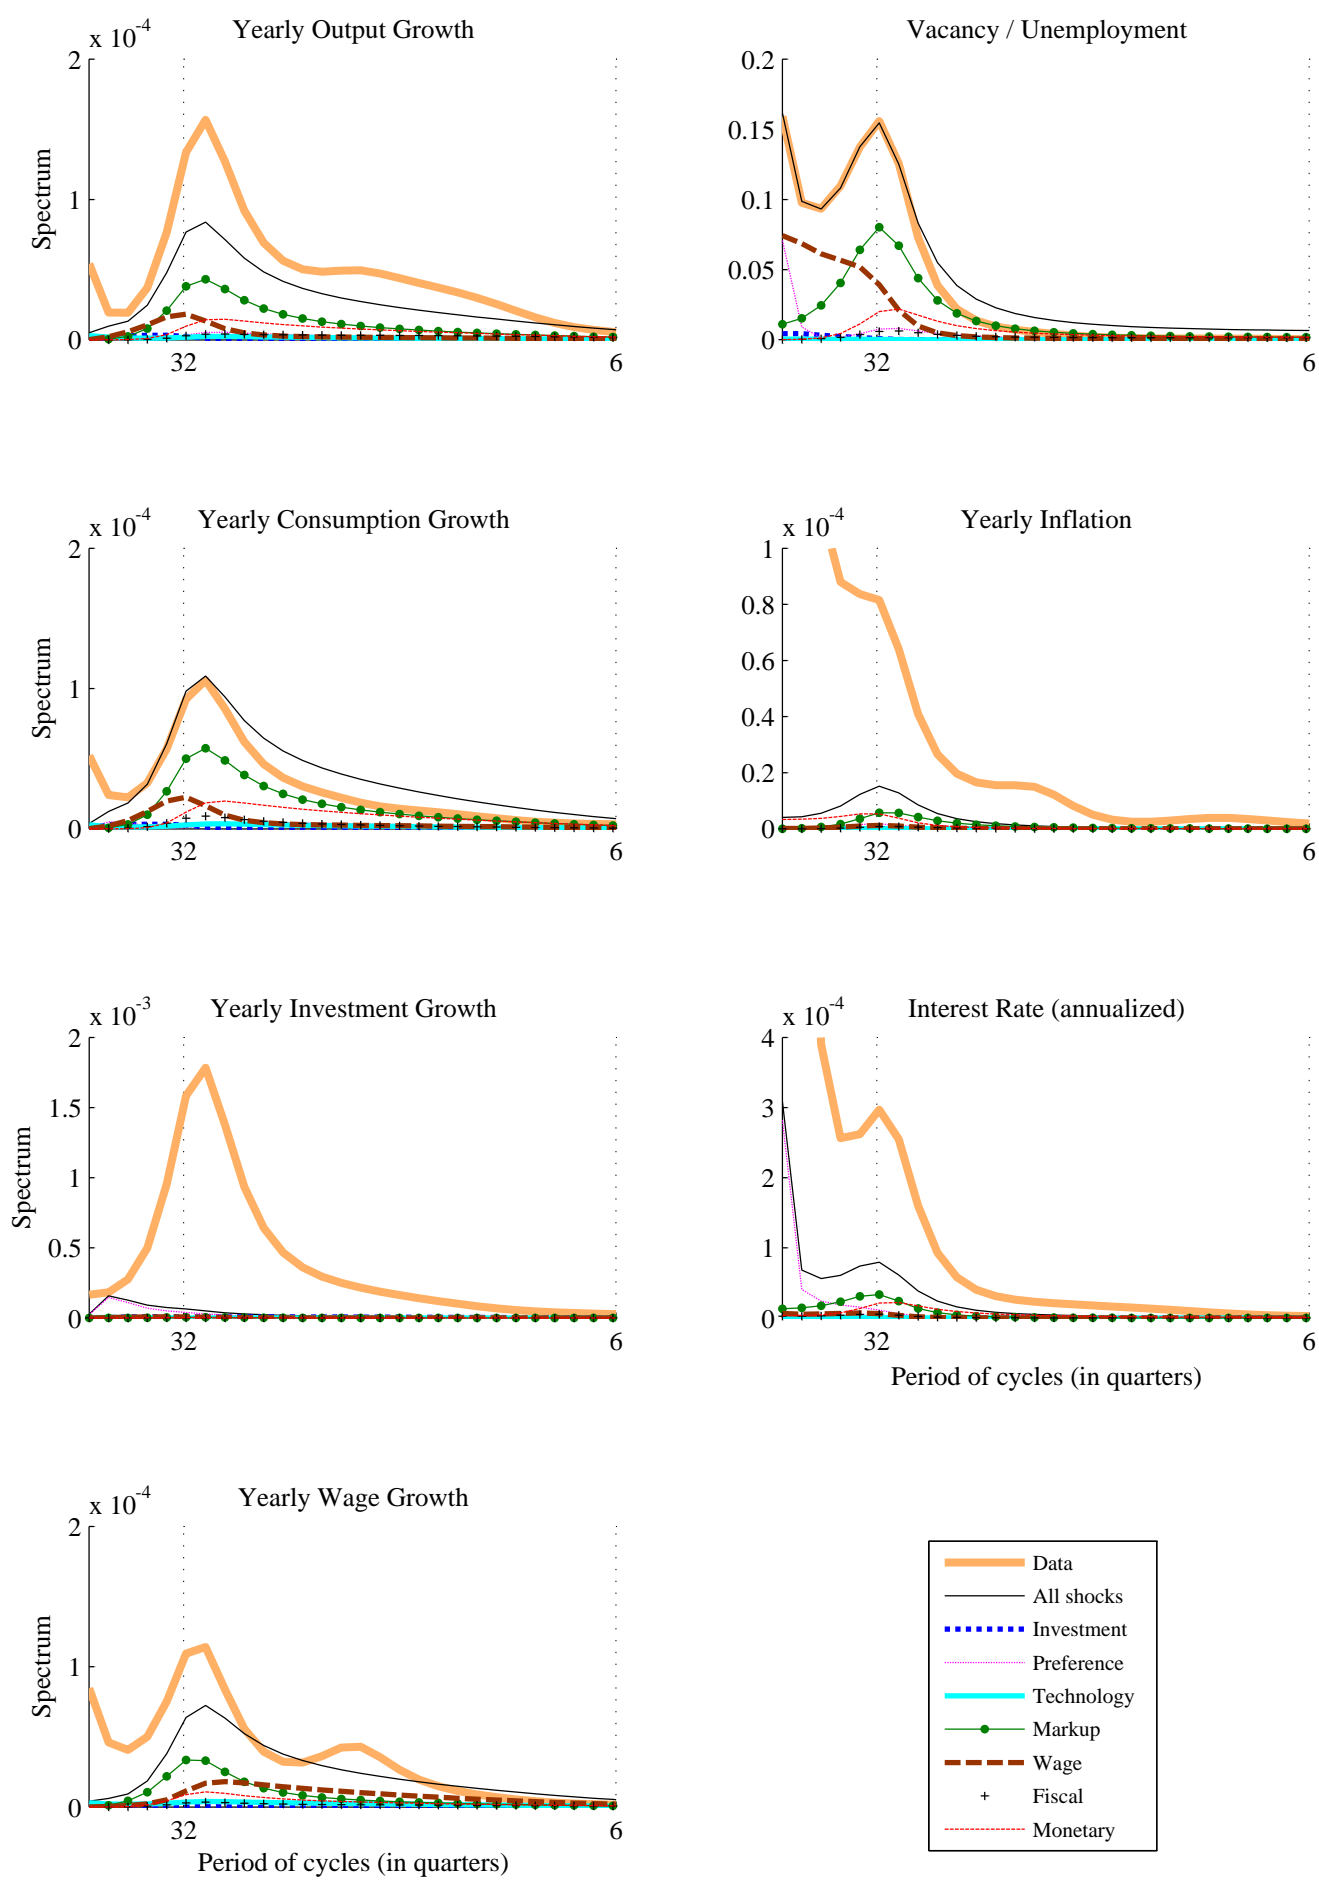 Yearly Output Growth
x 10^-4
2
1
0
Spectrum
32
6
Vacancy / Unemployment
0.2
0.15
0.1
0.05
0
32
6
Yearly Consumption Growth
x 10^-4
2
1
0
Spectrum
32
6
Yearly Inflation
x 10^-4
1
0.8
0.6
0.4
0.2
0
32
6
Yearly Investment Growth
x 10^-3
2
1.5
1
0.5
0
Spectrum
32
6
Interest Rate (annualized)
x 10^-4
4
3
2
1
0
32
6
Period of cycles (in quarters)
Yearly Wage Growth
x 10^-4
2
1
0
Spectrum
32
6
Period of cycles (in quarters)
Data
All shocks
Investment
Preference
Technology
Markup
Wage
Fiscal
Monetary